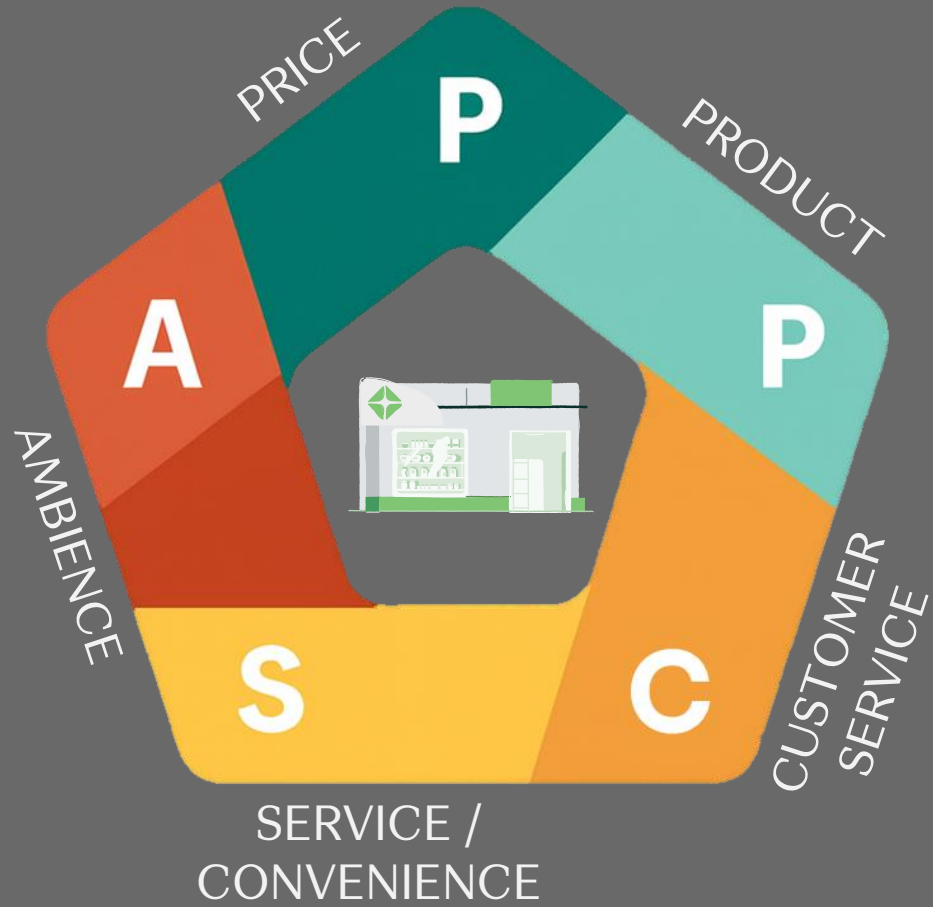 PRICE
P
PRODUCT
P
A
AMBIENCE
CUSTOMER
SERVICE
S
C
SERVICE /
CONVENIENCE